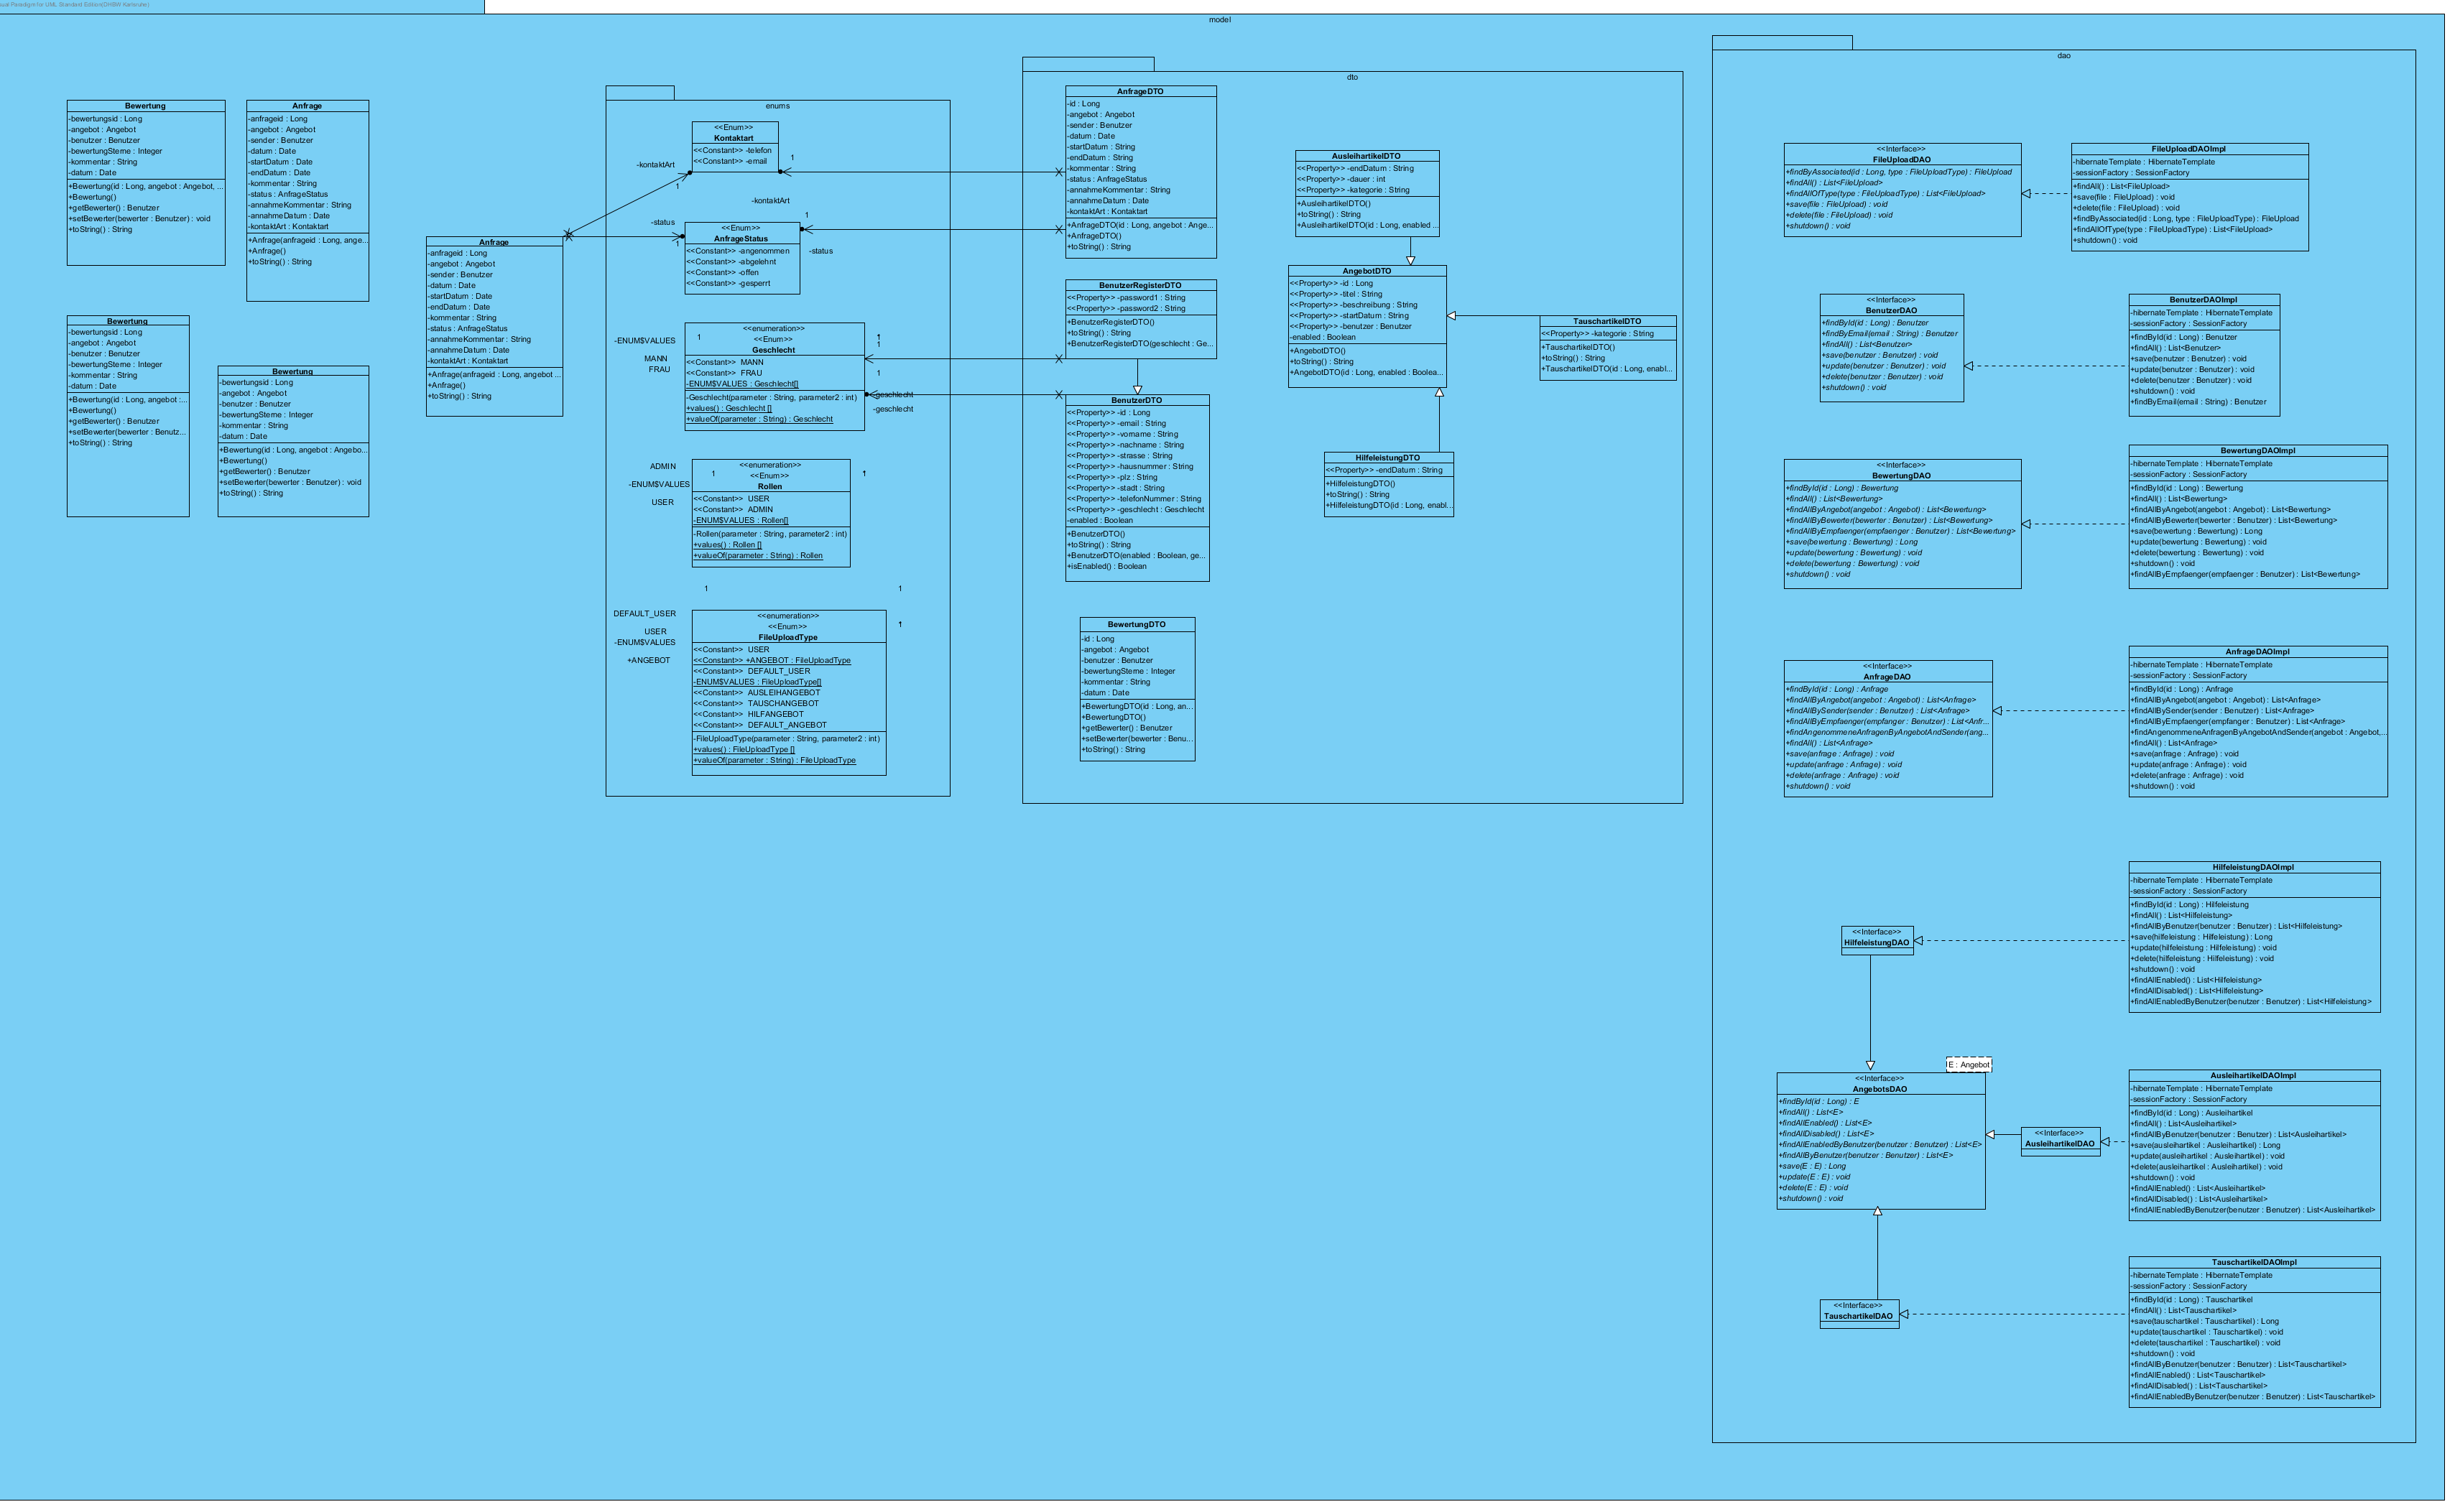 Visual Paradigm for UML Standard Edition(DHBW Karlsruhe)
model
Bewertung
-bewertungsid : Long
-angebot : Angebot
-benutzer : Benutzer
-bewertungSterne : Integer
-kommentar : String
-datum : Date
+Bewertung(id : Long, angebot : Angebot, ...
+Bewertung()
+getBewerter() : Benutzer
+setBewerter(bewerter : Benutzer) : void
+toString() : String
Anfrage
-anfrageid : Long
-angebot : Angebot
-sender : Benutzer
-datum : Date
-startDatum : Date
-endDatum : Date
-kommentar : String
-status : AnfrageStatus
-annahmeKommentar : String
-annahmeDatum : Date
-kontaktArt : Kontaktart
+Anfrage(anfrageid : Long, ange...
+Anfrage()
+toString() : String
Bewertung
-bewertungsid : Long
-angebot : Angebot
-benutzer : Benutzer
-bewertungSterne : Integer
-kommentar : String
-datum : Date
+Bewertung(id : Long, angebot :...
+Bewertung()
+getBewerter() : Benutzer
+setBewerter(bewerter : Benutz...
+toString() : String
Bewertung
-bewertungsid : Long
-angebot : Angebot
-benutzer : Benutzer
-bewertungSterne : Integer
-kommentar : String
-datum : Date
+Bewertung(id : Long, angebot : Angebo...
+Bewertung()
+getBewerter() : Benutzer
+setBewerter(bewerter : Benutzer) : void
+toString() : String
Anfrage
-anfrageid : Long
-angebot : Angebot
-sender : Benutzer
-datum : Date
-startDatum : Date
-endDatum : Date
-kommentar : String
-status : AnfrageStatus
-annahmeKommentar : String
-annahmeDatum : Date
-kontaktArt : Kontaktart
+Anfrage(anfrageid : Long, angebot ...
+Anfrage()
+toString() : String
enums
<<Enum>>
Kontaktart
<<Constant>> -telefon
<<Constant>> -email
-kontaktArt
1
1
-kontaktArt
-status
1
1
-status
<<Enum>>
AnfrageStatus
<<Constant>> -angenommen
<<Constant>> -abgelehnt
<<Constant>> -offen
<<Constant>> -gesperrt
-ENUM$VALUES
MANN
FRAU
1
<<enumeration>>
<<Enum>>
Geschlecht
<<Constant>> MANN
<<Constant>> FRAU
-ENUM$VALUES : Geschlecht[]
-Geschlecht(parameter : String, parameter2 : int)
+values() : Geschlecht []
+valueOf(parameter : String) : Geschlecht
1
1
1
-geschlecht
-geschlecht
ADMIN
-ENUM$VALUES
USER
1
1
<<enumeration>>
<<Enum>>
Rollen
<<Constant>> USER
<<Constant>> ADMIN
-ENUM$VALUES : Rollen[]
-Rollen(parameter : String, parameter2 : int)
+values() : Rollen []
+valueOf(parameter : String) : Rollen
1
1
DEFAULT_USER
USER
-ENUM$VALUES
+ANGEBOT
1
<<enumeration>>
<<Enum>>
FileUploadType
<<Constant>> USER
<<Constant>> +ANGEBOT : FileUploadType
<<Constant>> DEFAULT_USER
-ENUM$VALUES : FileUploadType[]
<<Constant>> AUSLEIHANGEBOT
<<Constant>> TAUSCHANGEBOT
<<Constant>> HILFANGEBOT
<<Constant>> DEFAULT_ANGEBOT
-FileUploadType(parameter : String, parameter2 : int)
+values() : FileUploadType []
+valueOf(parameter : String) : FileUploadType
dto
AnfrageDTO
-id : Long
-angebot : Angebot
-sender : Benutzer
-datum : Date
-startDatum : String
-endDatum : String
-kommentar : String
-status : AnfrageStatus
-annahmeKommentar : String
-annahmeDatum : Date
-kontaktArt : Kontaktart
+AnfrageDTO(id : Long, angebot : Ange...
+AnfrageDTO()
+toString() : String
BenutzerRegisterDTO
<<Property>> -password1 : String
<<Property>> -password2 : String
+BenutzerRegisterDTO()
+toString() : String
+BenutzerRegisterDTO(geschlecht : Ge...
BenutzerDTO
<<Property>> -id : Long
<<Property>> -email : String
<<Property>> -vorname : String
<<Property>> -nachname : String
<<Property>> -strasse : String
<<Property>> -hausnummer : String
<<Property>> -plz : String
<<Property>> -stadt : String
<<Property>> -telefonNummer : String
<<Property>> -geschlecht : Geschlecht
-enabled : Boolean
+BenutzerDTO()
+toString() : String
+BenutzerDTO(enabled : Boolean, ge...
+isEnabled() : Boolean
BewertungDTO
-id : Long
-angebot : Angebot
-benutzer : Benutzer
-bewertungSterne : Integer
-kommentar : String
-datum : Date
+BewertungDTO(id : Long, an...
+BewertungDTO()
+getBewerter() : Benutzer
+setBewerter(bewerter : Benu...
+toString() : String
AusleihartikelDTO
<<Property>> -endDatum : String
<<Property>> -dauer : int
<<Property>> -kategorie : String
+AusleihartikelDTO()
+toString() : String
+AusleihartikelDTO(id : Long, enabled ...
AngebotDTO
<<Property>> -id : Long
<<Property>> -titel : String
<<Property>> -beschreibung : String
<<Property>> -startDatum : String
<<Property>> -benutzer : Benutzer
-enabled : Boolean
+AngebotDTO()
+toString() : String
+AngebotDTO(id : Long, enabled : Boolea...
TauschartikelDTO
<<Property>> -kategorie : String
+TauschartikelDTO()
+toString() : String
+TauschartikelDTO(id : Long, enabl...
HilfeleistungDTO
<<Property>> -endDatum : String
+HilfeleistungDTO()
+toString() : String
+HilfeleistungDTO(id : Long, enabl...
dao
<<Interface>>
FileUploadDAO
+findByAssociated(id : Long, type : FileUploadType) : FileUpload
+findAll() : List<FileUpload>
+findAllOfType(type : FileUploadType) : List<FileUpload>
+save(file : FileUpload) : void
+delete(file : FileUpload) : void
+shutdown() : void
FileUploadDAOImpl
-hibernateTemplate : HibernateTemplate
-sessionFactory : SessionFactory
+findAll() : List<FileUpload>
+save(file : FileUpload) : void
+delete(file : FileUpload) : void
+findByAssociated(id : Long, type : FileUploadType) : FileUpload
+findAllOfType(type : FileUploadType) : List<FileUpload>
+shutdown() : void
<<Interface>>
BenutzerDAO
+findById(id : Long) : Benutzer
+findByEmail(email : String) : Benutzer
+findAll() : List<Benutzer>
+save(benutzer : Benutzer) : void
+update(benutzer : Benutzer) : void
+delete(benutzer : Benutzer) : void
+shutdown() : void
BenutzerDAOImpl
-hibernateTemplate : HibernateTemplate
-sessionFactory : SessionFactory
+findById(id : Long) : Benutzer
+findAll() : List<Benutzer>
+save(benutzer : Benutzer) : void
+update(benutzer : Benutzer) : void
+delete(benutzer : Benutzer) : void
+shutdown() : void
+findByEmail(email : String) : Benutzer
<<Interface>>
BewertungDAO
+findById(id : Long) : Bewertung
+findAll() : List<Bewertung>
+findAllByAngebot(angebot : Angebot) : List<Bewertung>
+findAllByBewerter(bewerter : Benutzer) : List<Bewertung>
+findAllByEmpfaenger(empfaenger : Benutzer) : List<Bewertung>
+save(bewertung : Bewertung) : Long
+update(bewertung : Bewertung) : void
+delete(bewertung : Bewertung) : void
+shutdown() : void
BewertungDAOImpl
-hibernateTemplate : HibernateTemplate
-sessionFactory : SessionFactory
+findById(id : Long) : Bewertung
+findAll() : List<Bewertung>
+findAllByAngebot(angebot : Angebot) : List<Bewertung>
+findAllByBewerter(bewerter : Benutzer) : List<Bewertung>
+save(bewertung : Bewertung) : Long
+update(bewertung : Bewertung) : void
+delete(bewertung : Bewertung) : void
+shutdown() : void
+findAllByEmpfaenger(empfaenger : Benutzer) : List<Bewertung>
<<Interface>>
AnfrageDAO
+findById(id : Long) : Anfrage
+findAllByAngebot(angebot : Angebot) : List<Anfrage>
+findAllBySender(sender : Benutzer) : List<Anfrage>
+findAllByEmpfaenger(empfanger : Benutzer) : List<Anfr...
+findAngenommeneAnfragenByAngebotAndSender(ang...
+findAll() : List<Anfrage>
+save(anfrage : Anfrage) : void
+update(anfrage : Anfrage) : void
+delete(anfrage : Anfrage) : void
+shutdown() : void
AnfrageDAOImpl
-hibernateTemplate : HibernateTemplate
-sessionFactory : SessionFactory
+findById(id : Long) : Anfrage
+findAllByAngebot(angebot : Angebot) : List<Anfrage>
+findAllBySender(sender : Benutzer) : List<Anfrage>
+findAllByEmpfaenger(empfanger : Benutzer) : List<Anfrage>
+findAngenommeneAnfragenByAngebotAndSender(angebot : Angebot,...
+findAll() : List<Anfrage>
+save(anfrage : Anfrage) : void
+update(anfrage : Anfrage) : void
+delete(anfrage : Anfrage) : void
+shutdown() : void
<<Interface>>
HilfeleistungDAO
HilfeleistungDAOImpl
-hibernateTemplate : HibernateTemplate
-sessionFactory : SessionFactory
+findById(id : Long) : Hilfeleistung
+findAll() : List<Hilfeleistung>
+findAllByBenutzer(benutzer : Benutzer) : List<Hilfeleistung>
+save(hilfeleistung : Hilfeleistung) : Long
+update(hilfeleistung : Hilfeleistung) : void
+delete(hilfeleistung : Hilfeleistung) : void
+shutdown() : void
+findAllEnabled() : List<Hilfeleistung>
+findAllDisabled() : List<Hilfeleistung>
+findAllEnabledByBenutzer(benutzer : Benutzer) : List<Hilfeleistung>
E : Angebot
<<Interface>>
AngebotsDAO
+findById(id : Long) : E
+findAll() : List<E>
+findAllEnabled() : List<E>
+findAllDisabled() : List<E>
+findAllEnabledByBenutzer(benutzer : Benutzer) : List<E>
+findAllByBenutzer(benutzer : Benutzer) : List<E>
+save(E : E) : Long
+update(E : E) : void
+delete(E : E) : void
+shutdown() : void
<<Interface>>
AusleihartikelDAO
AusleihartikelDAOImpl
-hibernateTemplate : HibernateTemplate
-sessionFactory : SessionFactory
+findById(id : Long) : Ausleihartikel
+findAll() : List<Ausleihartikel>
+findAllByBenutzer(benutzer : Benutzer) : List<Ausleihartikel>
+save(ausleihartikel : Ausleihartikel) : Long
+update(ausleihartikel : Ausleihartikel) : void
+delete(ausleihartikel : Ausleihartikel) : void
+shutdown() : void
+findAllEnabled() : List<Ausleihartikel>
+findAllDisabled() : List<Ausleihartikel>
+findAllEnabledByBenutzer(benutzer : Benutzer) : List<Ausleihartikel>
<<Interface>>
TauschartikelDAO
TauschartikelDAOImpl
-hibernateTemplate : HibernateTemplate
-sessionFactory : SessionFactory
+findById(id : Long) : Tauschartikel
+findAll() : List<Tauschartikel>
+save(tauschartikel : Tauschartikel) : Long
+update(tauschartikel : Tauschartikel) : void
+delete(tauschartikel : Tauschartikel) : void
+shutdown() : void
+findAllByBenutzer(benutzer : Benutzer) : List<Tauschartikel>
+findAllEnabled() : List<Tauschartikel>
+findAllDisabled() : List<Tauschartikel>
+findAllEnabledByBenutzer(benutzer : Benutzer) : List<Tauschartikel>